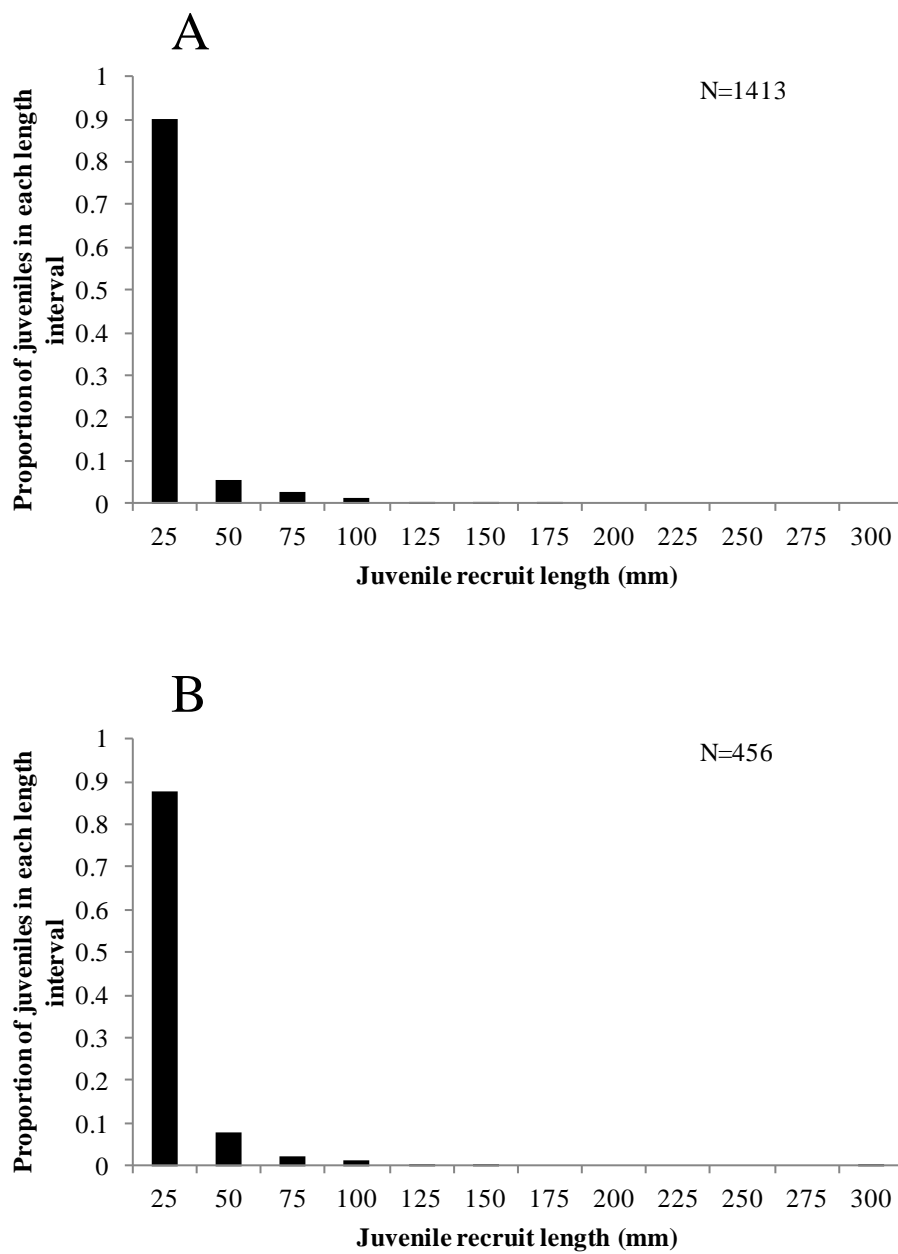 A
N=1413
Proportion of juveniles in each length
interval
1
0.9
0.8
0.7
0.6
0.5
0.4
0.3
0.2
0.1
0
25 50 75 100 125 150 175 200 225 250 275 300
Juvenile recruit length (mm)
B
N=456
Proportion of juveniles in each length
interval
1
0.9
0.8
0.7
0.6
0.5
0.4
0.3
0.2
0.1
0
25 50 75 100 125 150 175 200 225 250 275 300
Juvenile recruit length (mm)